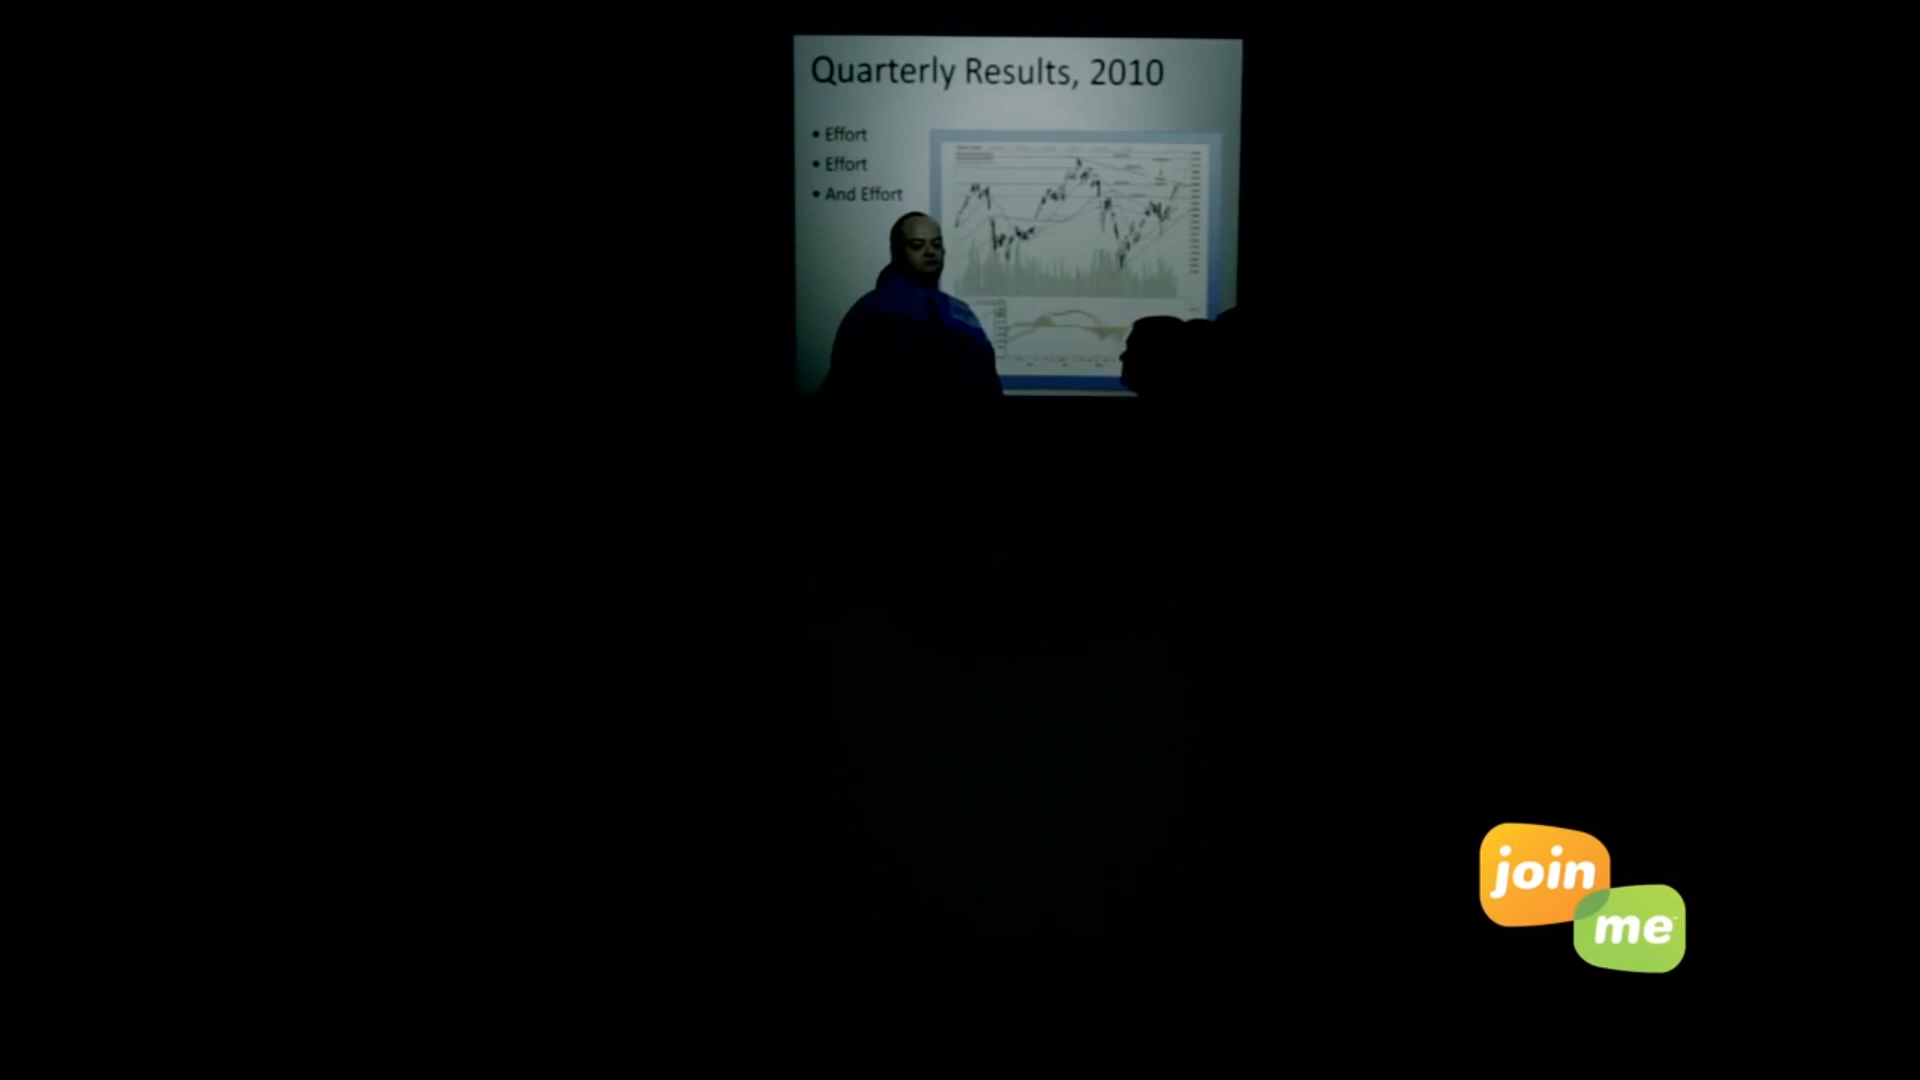 Quarterly Results, 2010
• Effort
• Effort
• And Effort
join
me